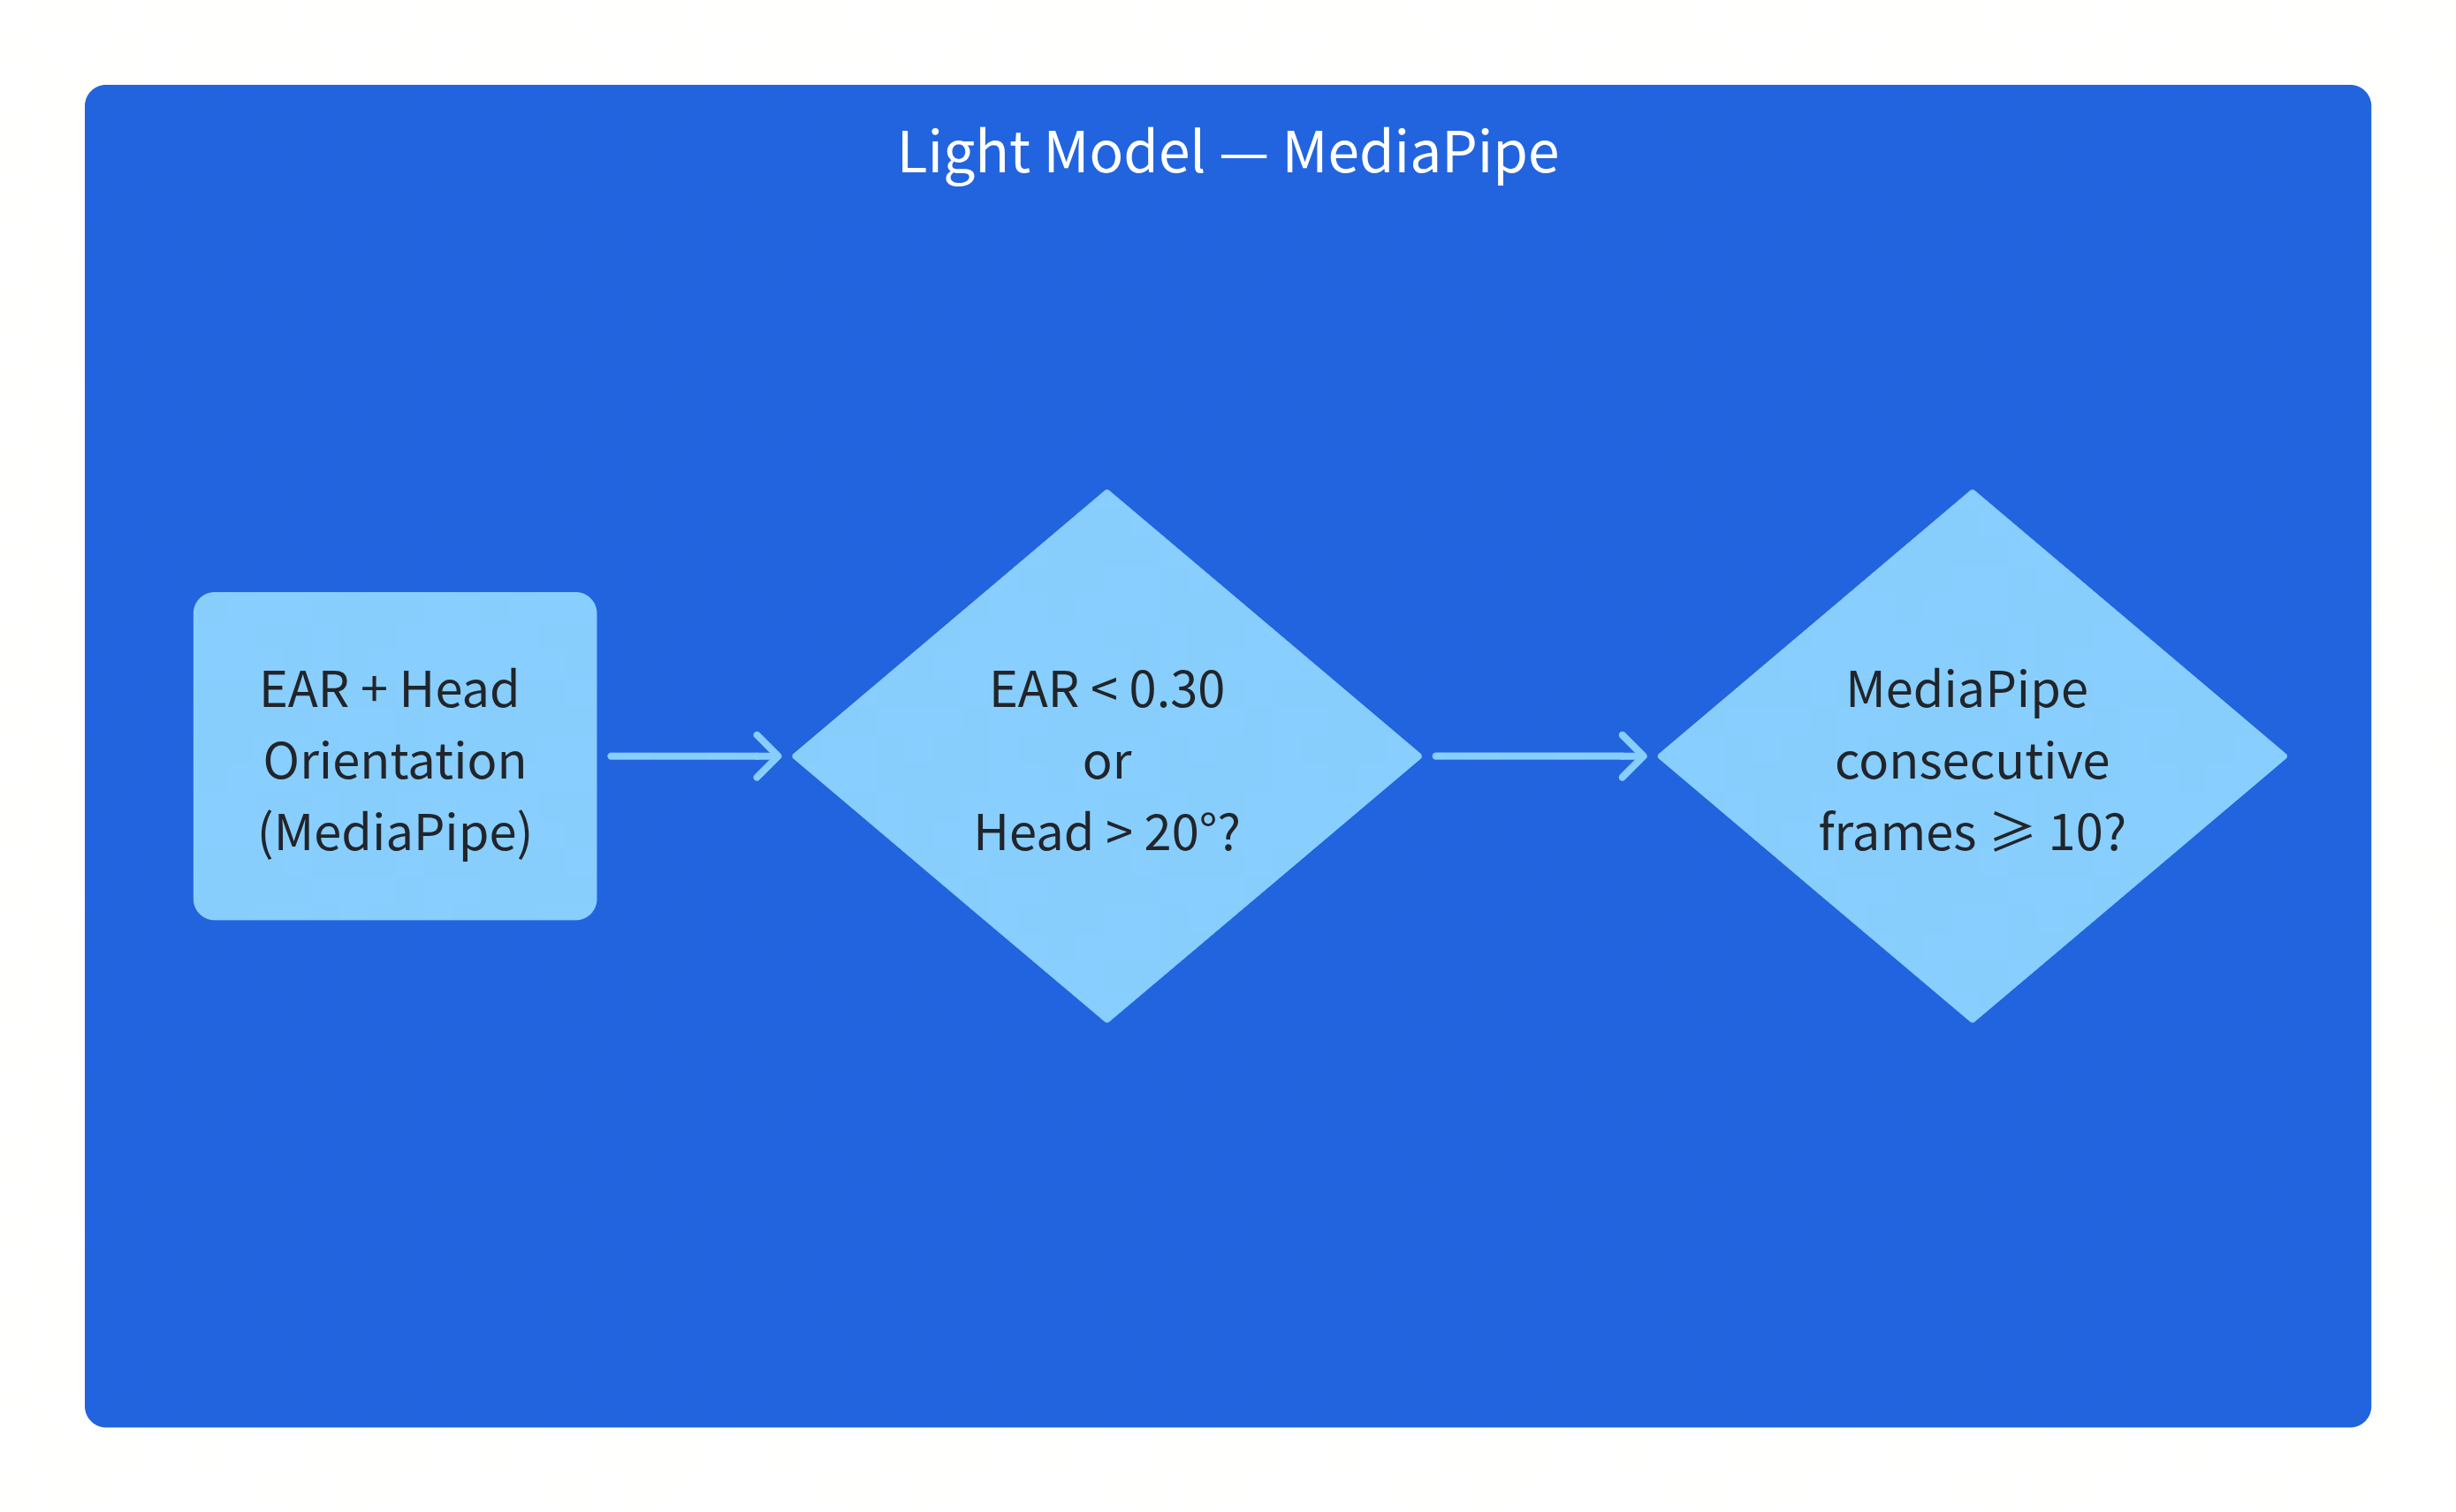 Light Model — MediaPipe
EAR + Head
Orientation
(MediaPipe)
EAR < 0.30
or
Head > 20°?
MediaPipe
consecutive
frames ⩾ 10?